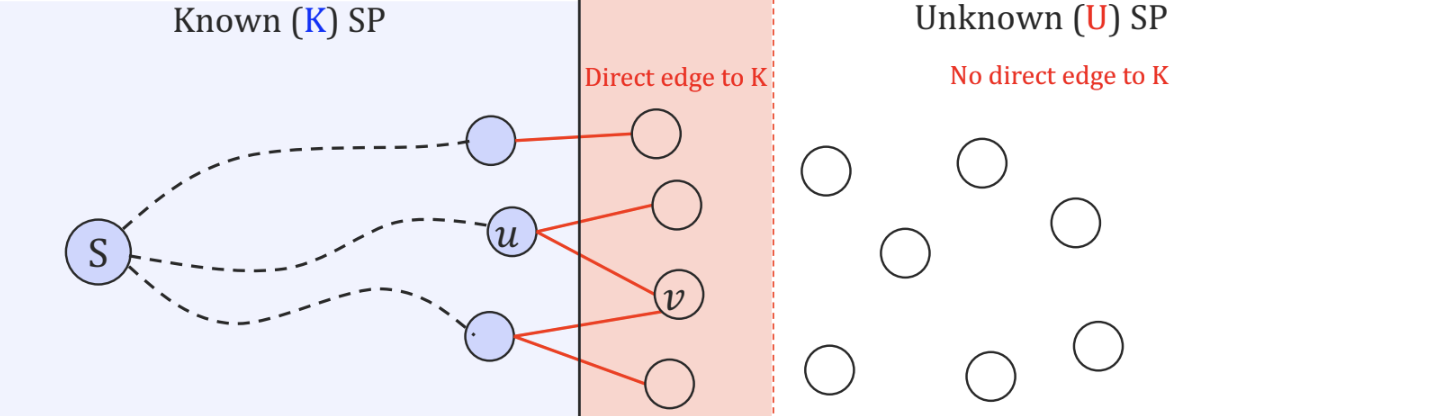 Known (K) SP
Unknown (U) SP
Direct edge to K
No direct edge to K
S
u
v